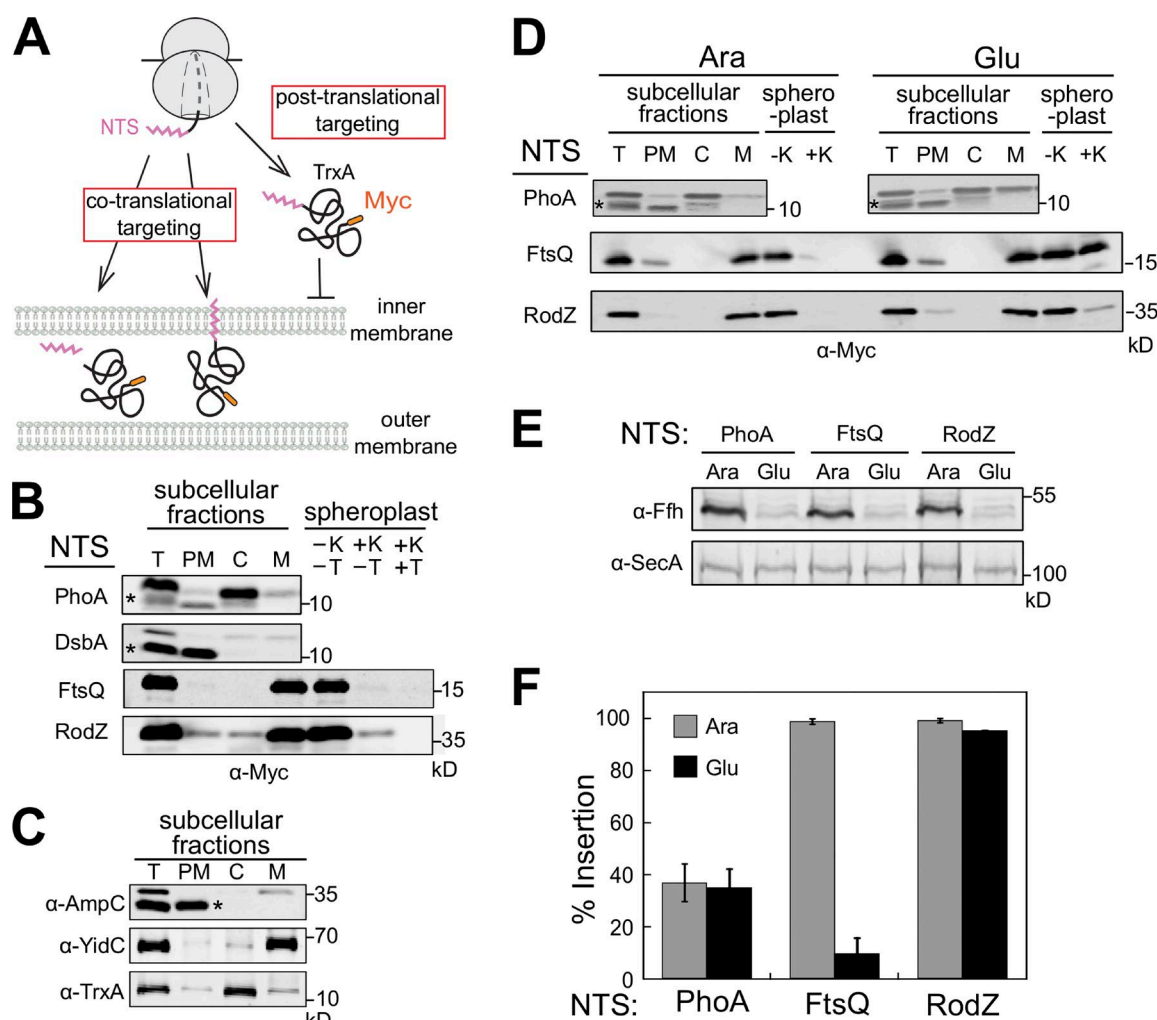 A
NTS
post-translational
targeting
TrxA
Myc
co-translational
targeting
inner
membrane
outer
membrane
B
subcellular
fractions
spheroplast
NTS
T PM C M
–K +K +K
–T –T +T
PhoA
*
10
DsbA
*
10
FtsQ
15
RodZ
35
α-Myc
kD
C
subcellular
fractions
T PM C M
α-AmpC
*
35
α-YidC
70
α-TrxA
10
kD
D
Ara
Glu
subcellular
fractions
sphero
-plast
subcellular
fractions
sphero
-plast
NTS
T PM C M -K +K
T PM C M -K +K
PhoA
*
10
*
10
FtsQ
15
RodZ
35
α-Myc
kD
E
NTS:
PhoA FtsQ RodZ
Ara Glu Ara Glu Ara Glu
α-Ffh
55
α-SecA
100
kD
F
% Insertion
100
80
60
40
20
0
Ara
Glu
NTS: PhoA FtsQ RodZ